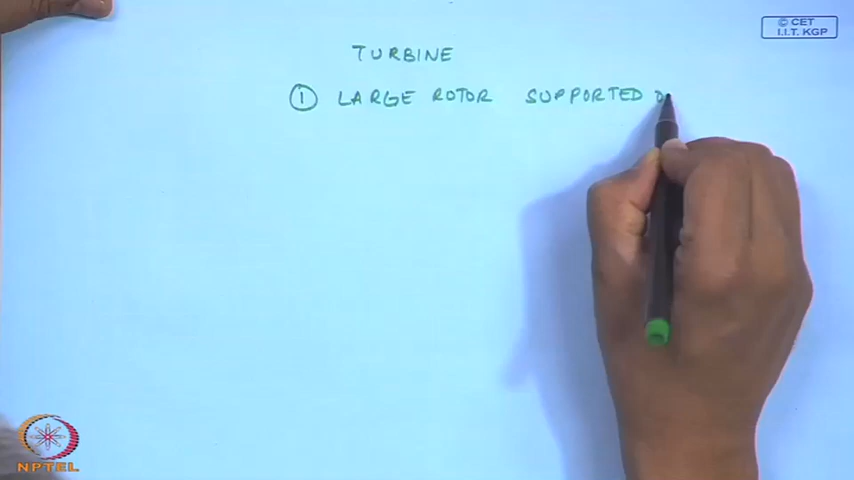 © CET
I.I.T. KGP
TURBINE
① LARGE ROTOR SUPPORTED
NPTEL